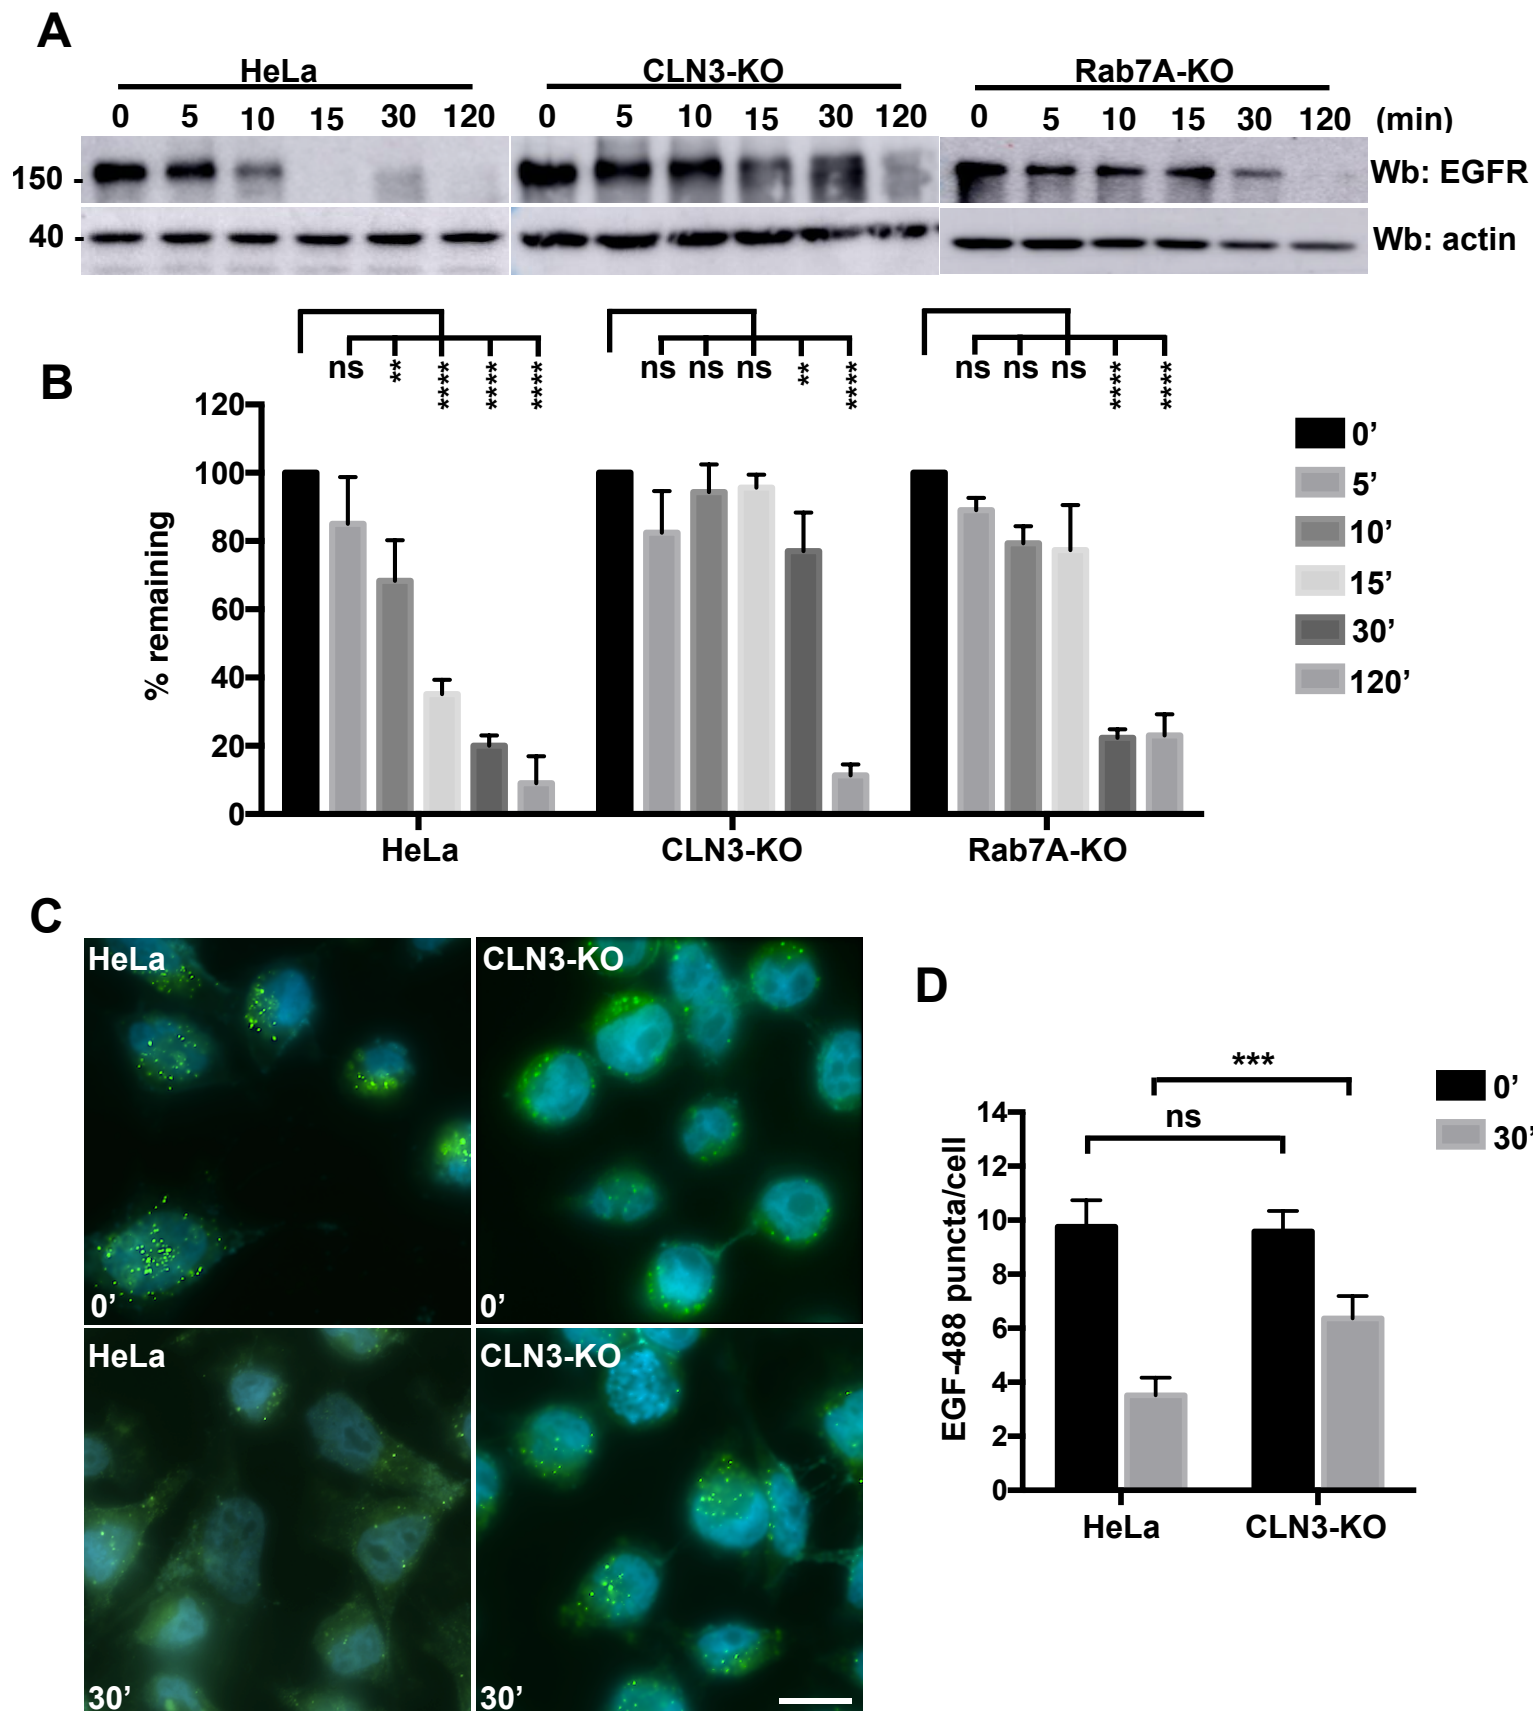 A
HeLa CLN3-KO Rab7A-KO
0 5 10 15 30 120 0 5 10 15 30 120 0 5 10 15 30 120 (min)
150 - Wb: EGFR
40 - Wb: actin
B
ns ** **** **** **** ns ns ns ** **** ns ns ns **** ****
120
100
80
60
40
20
0
% remaining
HeLa CLN3-KO Rab7A-KO
0’
5’
10’
15’
30’
120’
C
HeLa CLN3-KO
0’ 0’
HeLa CLN3-KO
30’ 30’
D
***
ns
0’
30’
14
12
10
8
6
4
2
0
EGF-488 puncta/cell
HeLa CLN3-KO